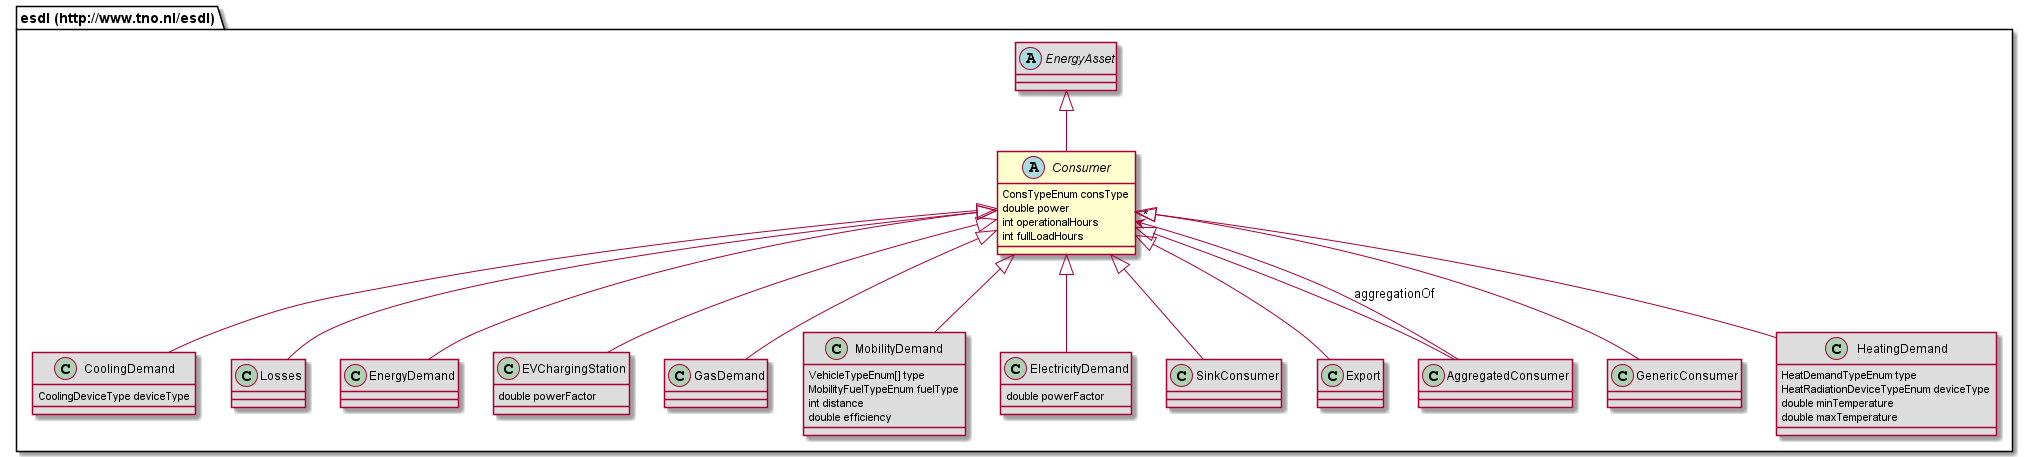 esdl (http://www.tno.nl/esdl)
A EnergyAsset
A Consumer
ConsTypeEnum consType
double power
int operationalHours
int fullLoadHours
*
aggregationOf
C CoolingDemand
CoolingDeviceType deviceType
C Losses
C EnergyDemand
C EVChargingStation
double powerFactor
C GasDemand
C MobilityDemand
VehicleTypeEnum[] type
MobilityFuelTypeEnum fuelType
int distance
double efficiency
C ElectricityDemand
double powerFactor
C SinkConsumer
C Export
C AggregatedConsumer
C GenericConsumer
C HeatingDemand
HeatDemandTypeEnum type
HeatRadiationDeviceTypeEnum deviceType
double minTemperature
double maxTemperature